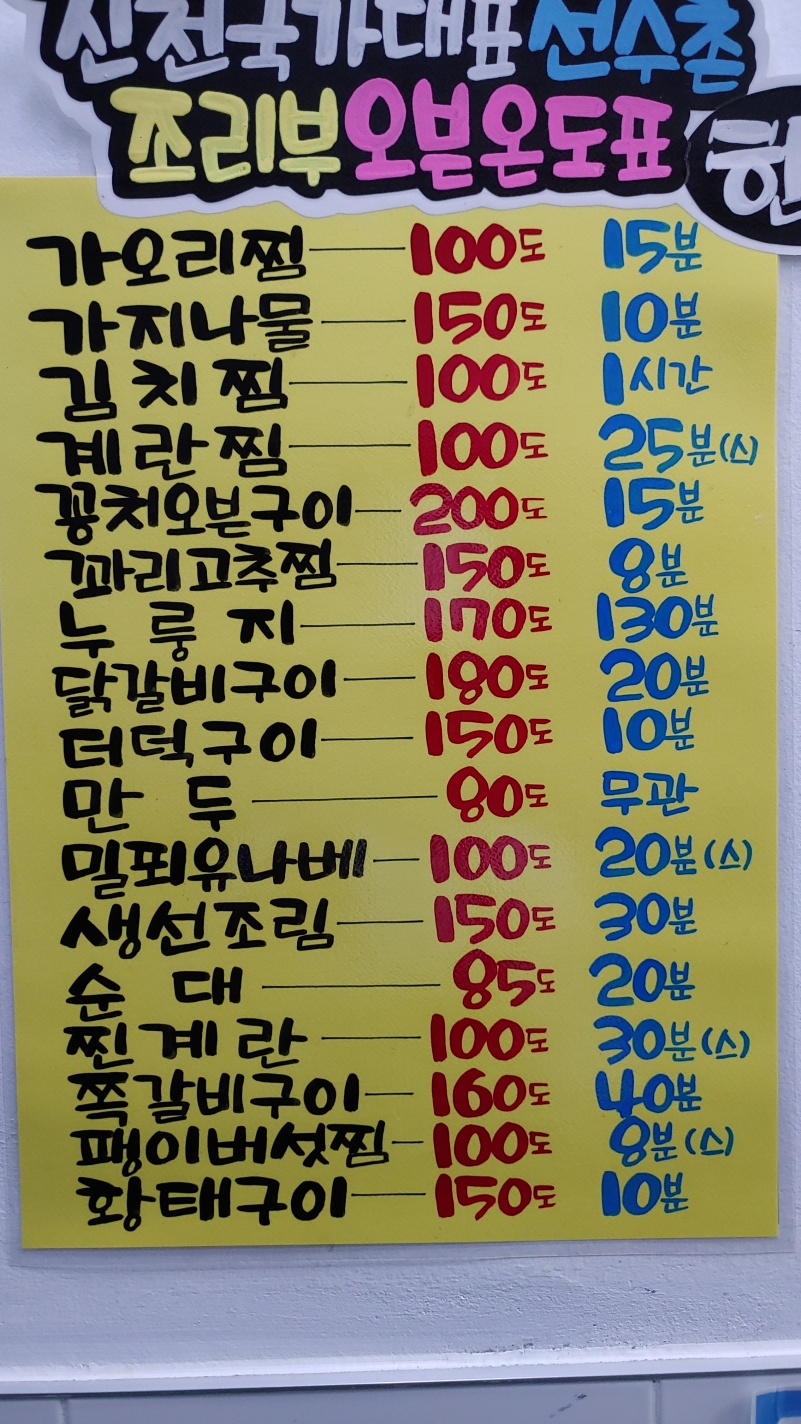 신천국가대표 선수촌
조리부 오븐온도표
가오리찜 100도 15분
가지나물 150도 10분
김치찜 100도 1시간
계란찜 100도 25분(스)
꽁치오븐구이 200도 15분
꽈리고추찜 150도 8분
누룽지 170도 130분
닭갈비구이 180도 20분
더덕구이 150도 10분
만두 80도 무관
밀푀유나베 100도 20분(스)
생선조림 150도 30분
순대 85도 20분
찐계란 100도 30분(스)
쪽갈비구이 160도 40분
팽이버섯찜 100도 8분(스)
황태구이 150도 10분